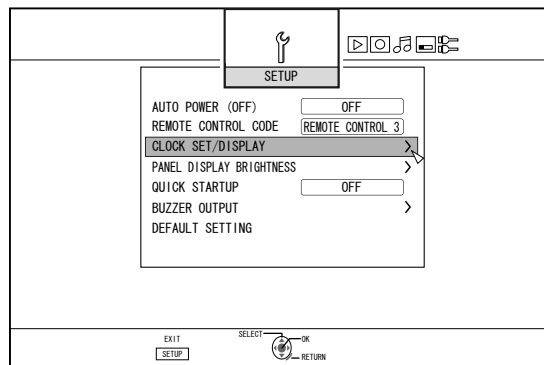 SETUP
AUTO POWER (OFF) OFF
REMOTE CONTROL CODE REMOTE CONTROL 3
CLOCK SET/DISPLAY
PANEL DISPLAY BRIGHTNESS
QUICK STARTUP OFF
BUZZER OUTPUT
DEFAULT SETTING
EXIT SELECT OK
SETUP RETURN